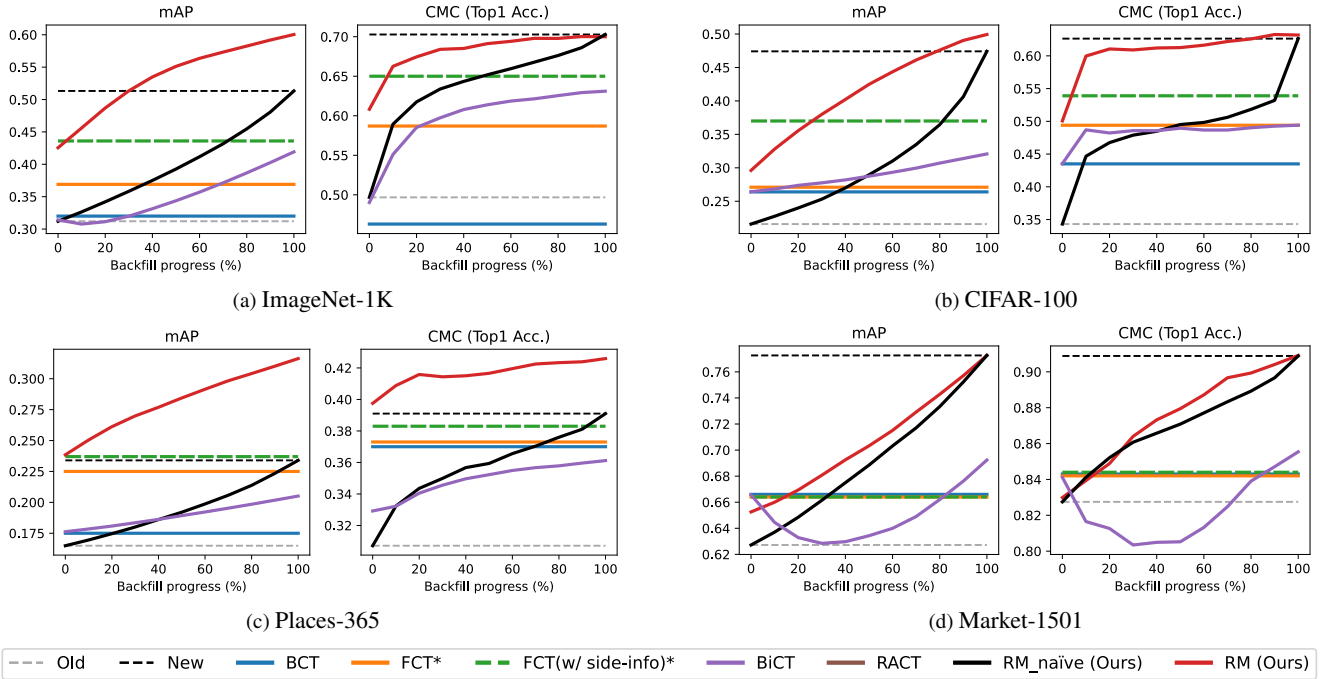 mAP
CMC (Top1 Acc.)
0.60
0.55
0.50
0.45
0.40
0.35
0.30
0 20 40 60 80 100
Backfill progress (%)
0.70
0.65
0.60
0.55
0.50
0 20 40 60 80 100
Backfill progress (%)
(a) ImageNet-1K
mAP
CMC (Top1 Acc.)
0.50
0.45
0.40
0.35
0.30
0.25
0 20 40 60 80 100
Backfill progress (%)
0.60
0.55
0.50
0.45
0.40
0.35
0 20 40 60 80 100
Backfill progress (%)
(b) CIFAR-100
mAP
CMC (Top1 Acc.)
0.300
0.275
0.250
0.225
0.200
0.175
0 20 40 60 80 100
Backfill progress (%)
0.42
0.40
0.38
0.36
0.34
0.32
0 20 40 60 80 100
Backfill progress (%)
(c) Places-365
mAP
CMC (Top1 Acc.)
0.76
0.74
0.72
0.70
0.68
0.66
0.64
0.62
0 20 40 60 80 100
Backfill progress (%)
0.90
0.88
0.86
0.84
0.82
0.80
0 20 40 60 80 100
Backfill progress (%)
(d) Market-1501
Old New BCT FCT* FCT(w/ side-info)* BiCT RACT RM_naïve (Ours) RM (Ours)